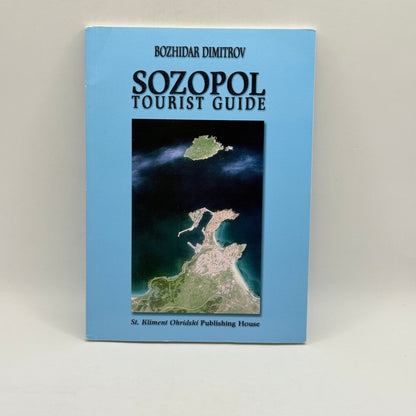 BOZHIDAR DIMITROV
SOZOPOL
TOURIST GUIDE
St. Kliment Ohridski Publishing House